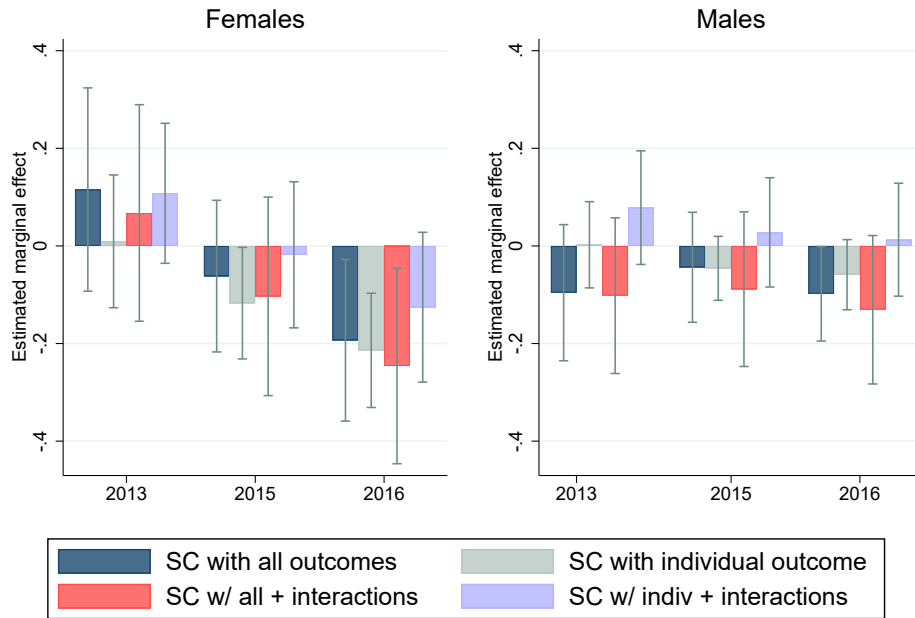 Females
Males
Estimated marginal effect
.4
.2
0
-.2
-.4
2013
2015
2016
Estimated marginal effect
.4
.2
0
-.2
-.4
2013
2015
2016
SC with all outcomes
SC with individual outcome
SC w/ all + interactions
SC w/ indiv + interactions